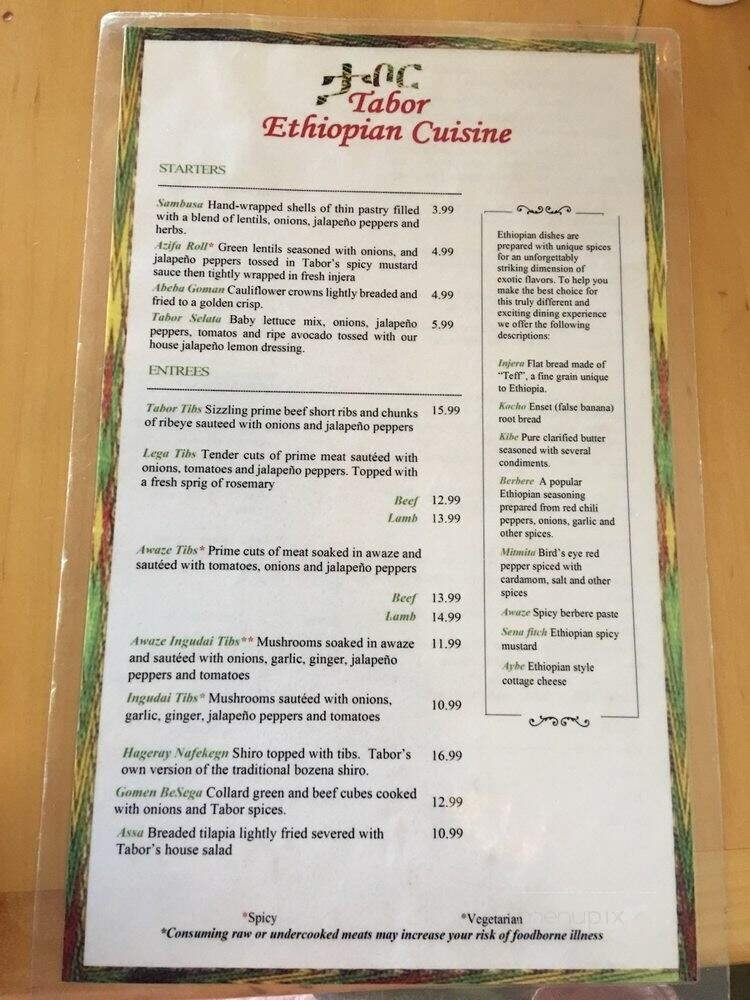 ታቦር
Tabor
Ethiopian Cuisine
STARTERS
Sambusa Hand-wrapped shells of thin pastry filled 3.99
with a blend of lentils, onions, jalapeño peppers and
herbs.
Azifa Roll* Green lentils seasoned with onions, and 4.99
jalapeño peppers tossed in Tabor's spicy mustard
sauce then tightly wrapped in fresh injera
Abeba Goman Cauliflower crowns lightly breaded and 4.99
fried to a golden crisp.
Tabor Selata Baby lettuce mix, onions, jalapeño 5.99
peppers, tomatos and ripe avocado tossed with our
house jalapeño lemon dressing.
ENTREES
Tabor Tibs Sizzling prime beef short ribs and chunks 15.99
of ribeye sauteed with onions and jalapeño peppers
Lega Tibs Tender cuts of prime meat sautéed with
onions, tomatoes and jalapeño peppers. Topped with
a fresh sprig of rosemary
Beef 12.99
Lamb 13.99
Awaze Tibs* Prime cuts of meat soaked in awaze and
sautéed with tomatoes, onions and jalapeño peppers
Beef 13.99
Lamb 14.99
Awaze Ingudai Tibs** Mushrooms soaked in awaze 11.99
and sautéed with onions, garlic, ginger, jalapeño
peppers and tomatoes
Ingudai Tibs* Mushrooms sautéed with onions, 10.99
garlic, ginger, jalapeño peppers and tomatoes
Hageray Nafekegn Shiro topped with tibs. Tabor's 16.99
own version of the traditional bozena shiro.
Gomen BeSega Collard green and beef cubes cooked 12.99
with onions and Tabor spices.
Assa Breaded tilapia lightly fried severed with 10.99
Tabor's house salad
Ethiopian dishes are
prepared with unique spices
for an unforgettably
striking dimension of
exotic flavors. To help you
make the best choice for
this truly different and
exciting dining experience
we offer the following
descriptions:
Injera Flat bread made of
"Teff", a fine grain unique
to Ethiopia.
Kocho Enset (false banana)
root bread
Kibe Pure clarified butter
seasoned with several
condiments.
Berbere A popular
Ethiopian seasoning
prepared from red chili
peppers, onions, garlic and
other spices.
Mitmita Bird's eye red
pepper spiced with
cardamom, salt and other
spices
Awaze Spicy berbere paste
Sena fitch Ethiopian spicy
mustard
Aybe Ethiopian style
cottage cheese
*Spicy *Vegetarian
*Consuming raw or undercooked meats may increase your risk of foodborne illness
menupix